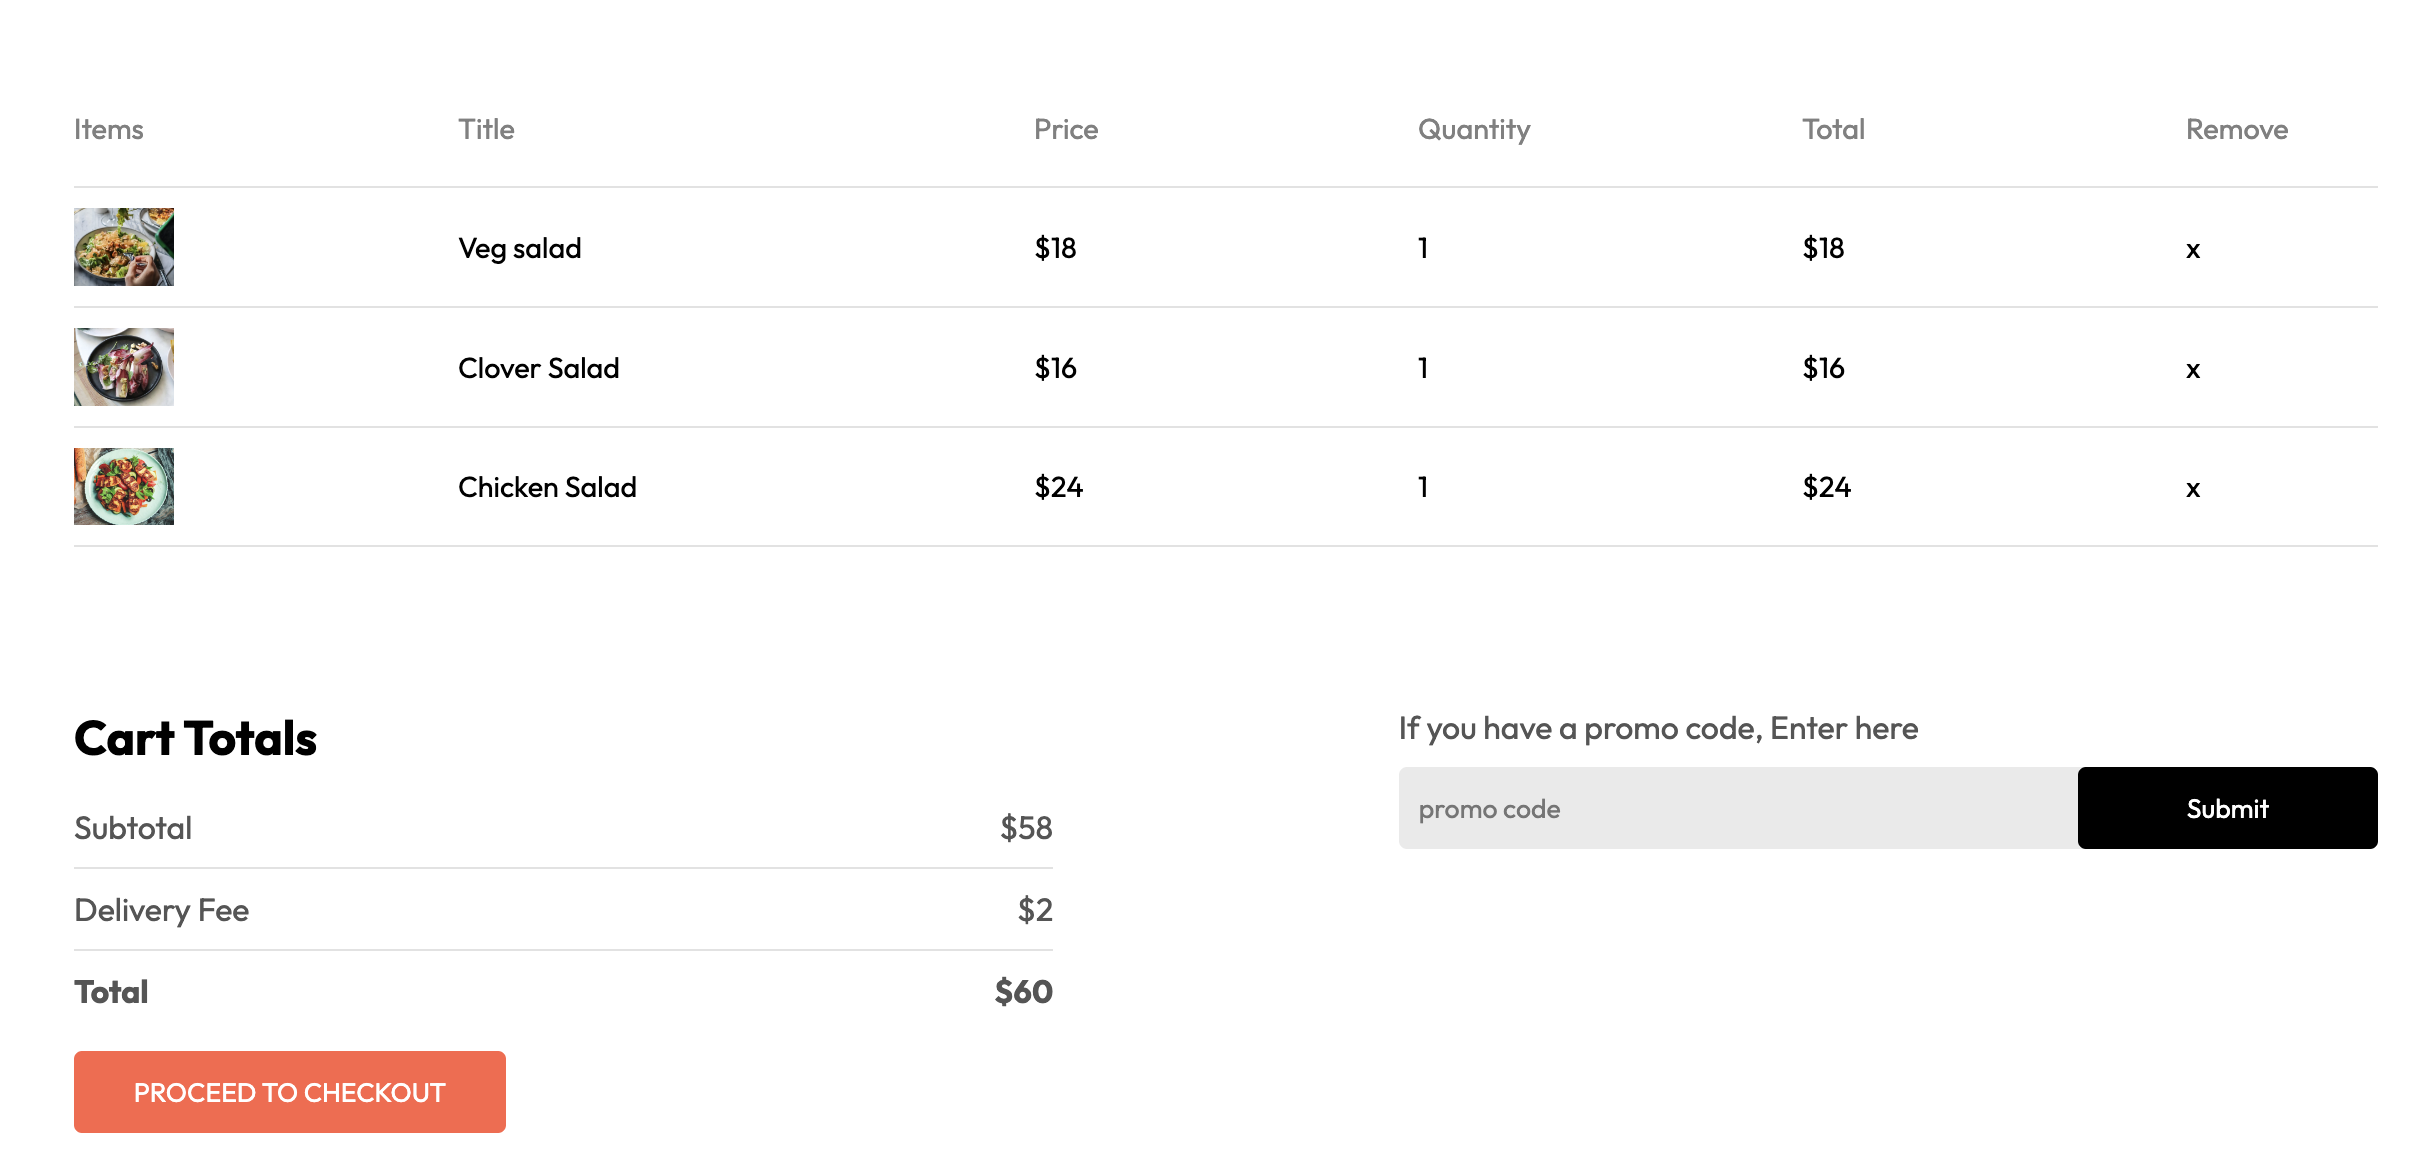 Items Title Price Quantity Total Remove
Veg salad $18 1 $18 x
Clover Salad $16 1 $16 x
Chicken Salad $24 1 $24 x
Cart Totals
If you have a promo code, Enter here
promo code Submit
Subtotal $58
Delivery Fee $2
Total $60
PROCEED TO CHECKOUT